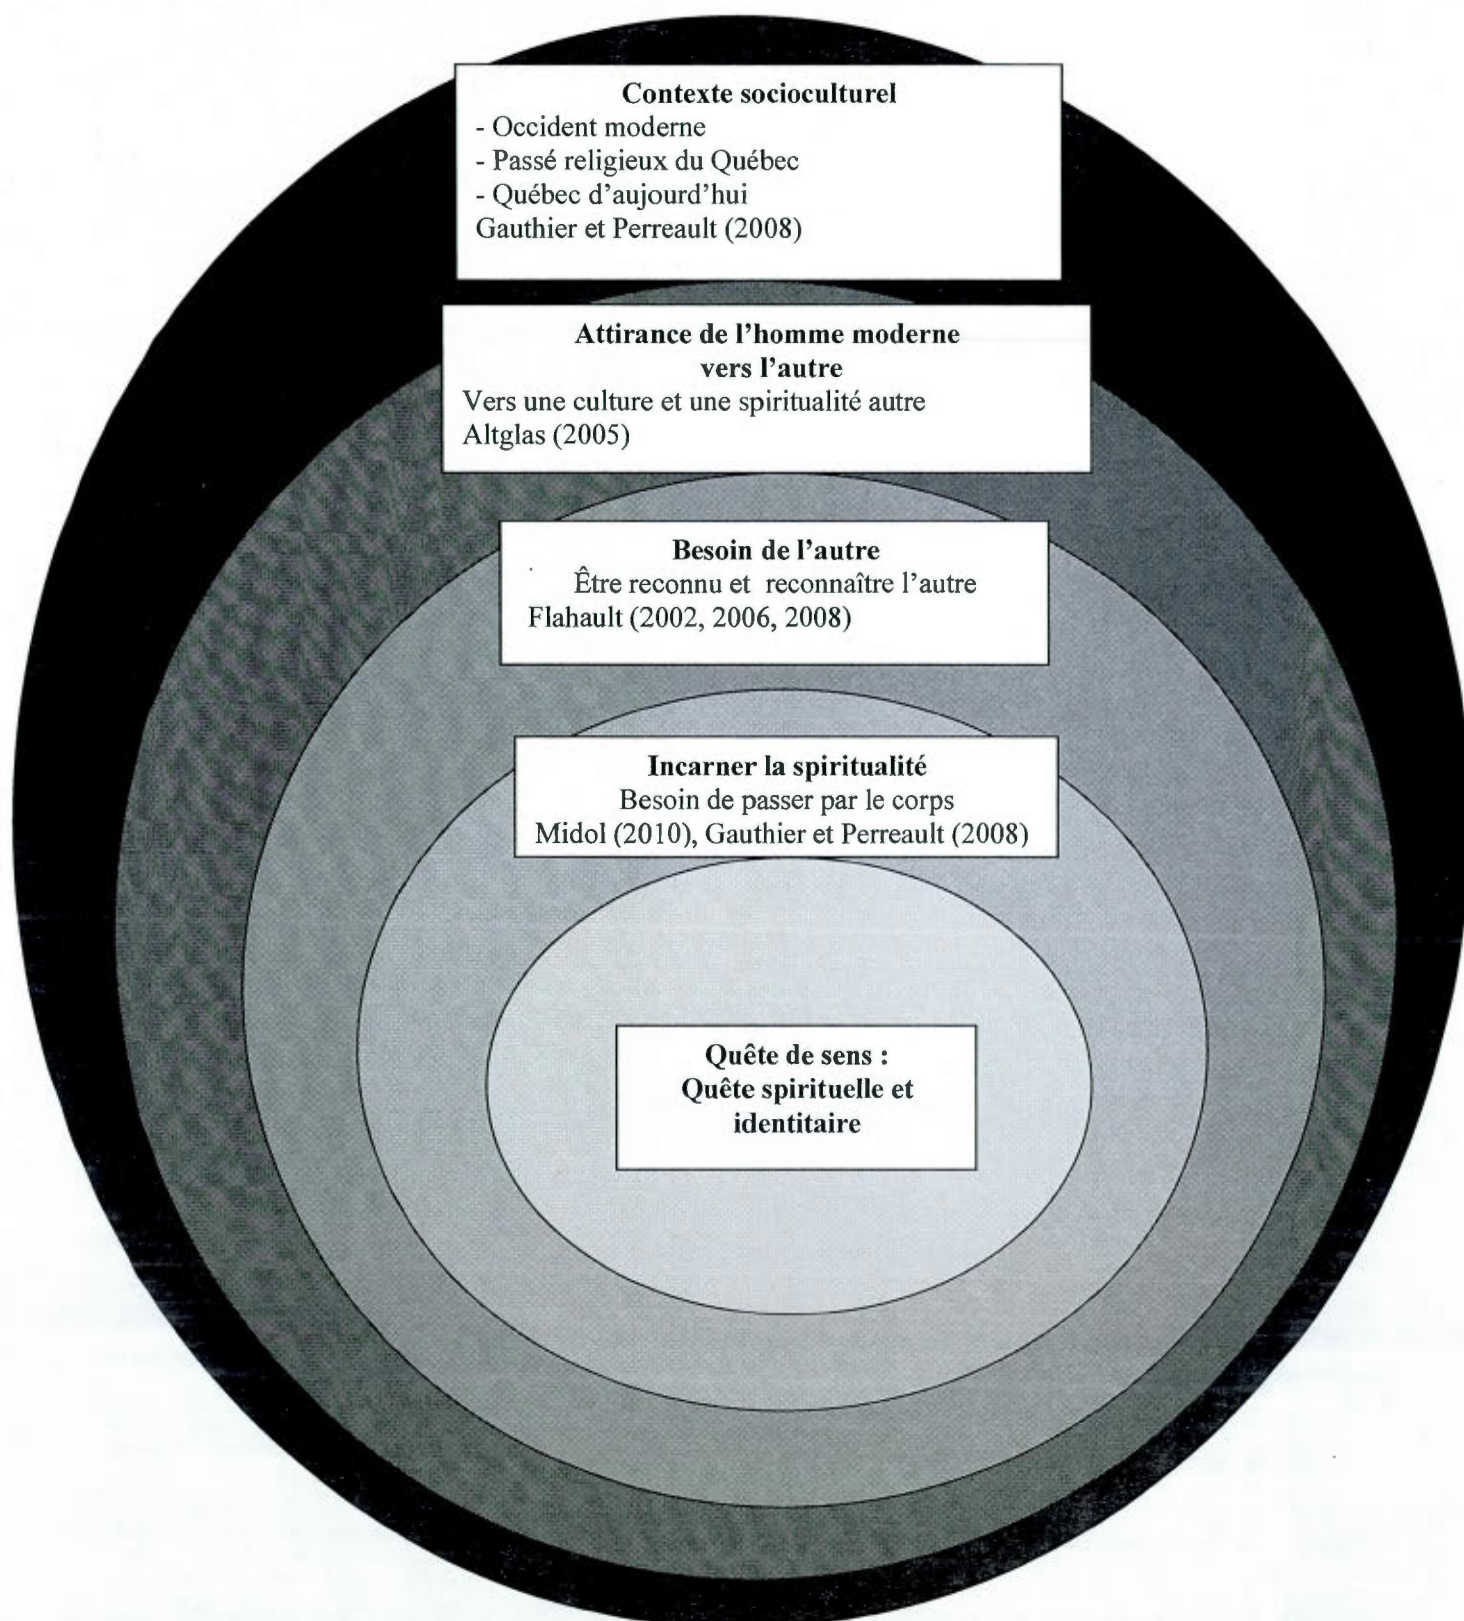 Contexte socioculturel
- Occident moderne
- Passé religieux du Québec
- Québec d'aujourd'hui
Gauthier et Perreault (2008)
Attirance de l'homme moderne
vers l'autre
Vers une culture et une spiritualité autre
Altglas (2005)
Besoin de l'autre
Être reconnu et reconnaître l'autre
Flahault (2002, 2006, 2008)
Incarner la spiritualité
Besoin de passer par le corps
Midol (2010), Gauthier et Perreault (2008)
Quête de sens :
Quête spirituelle et
identitaire